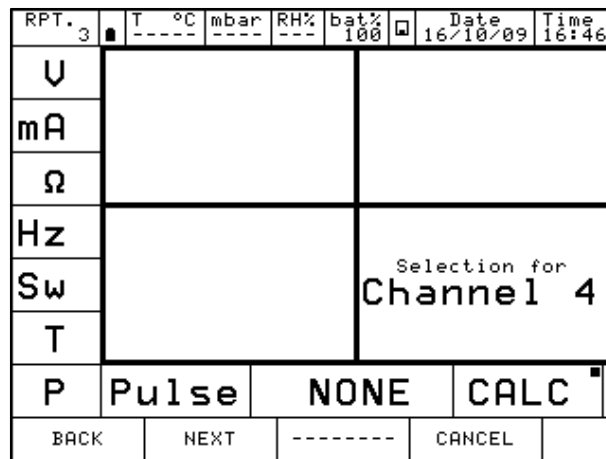 RPT. T °C mbar RH% bat% Date Time
3 ----- ---- --- 100 16/10/09 16:46
V
mA
Ω
Hz
Selection for
Sw Channel 4
T
P Pulse NONE CALC
BACK NEXT -------- CANCEL